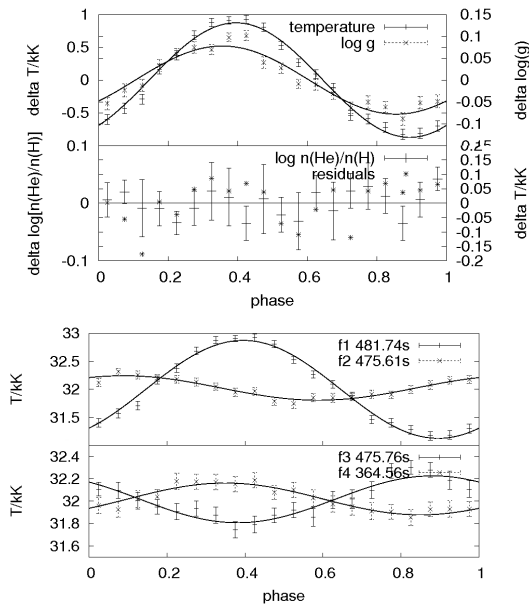 1
0.5
0
-0.5
delta T/kK
0.15
0.1
0.05
0
-0.05
-0.1
delta log(g)
temperature
log g
0.1
0
-0.1
delta log[n(He)/n(H)]
0.15
0.1
0.05
0
-0.05
-0.1
-0.15
-0.2
delta T/kK
log n(He)/n(H)
residuals
0 0.2 0.4 0.6 0.8 1
phase
33
32.5
32
31.5
T/kK
f1 481.74s
f2 475.61s
32.4
32.2
32
31.8
31.6
T/kK
f3 475.76s
f4 364.56s
0 0.2 0.4 0.6 0.8 1
phase